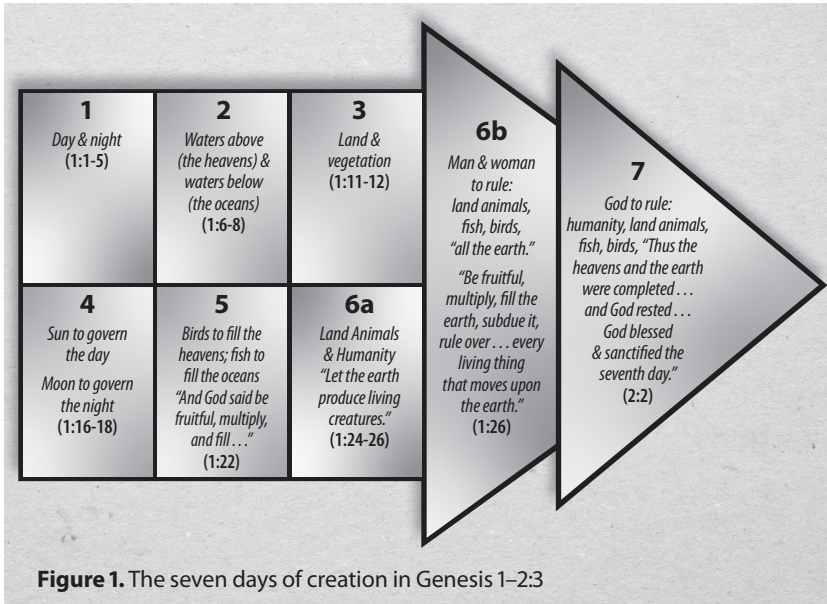 1
Day & night
(1:1-5)
2
Waters above
(the heavens) &
waters below
(the oceans)
(1:6-8)
3
Land &
vegetation
(1:11-12)
4
Sun to govern
the day
Moon to govern
the night
(1:16-18)
5
Birds to fill the
heavens; fish to
fill the oceans
“And God said be
fruitful, multiply,
and fill . . .”
(1:22)
6a
Land Animals
& Humanity
“Let the earth
produce living
creatures.”
(1:24-26)
6b
Man & woman
to rule:
land animals,
fish, birds,
“all the earth.”
“Be fruitful,
multiply, fill the
earth, subdue it,
rule over . . . every
living thing
that moves upon
the earth.”
(1:26)
7
God to rule:
humanity, land animals,
fish, birds, “Thus the
heavens and the earth
were completed . . .
and God rested . . .
God blessed
& sanctified the
seventh day.”
(2:2)
Figure 1. The seven days of creation in Genesis 1–2:3